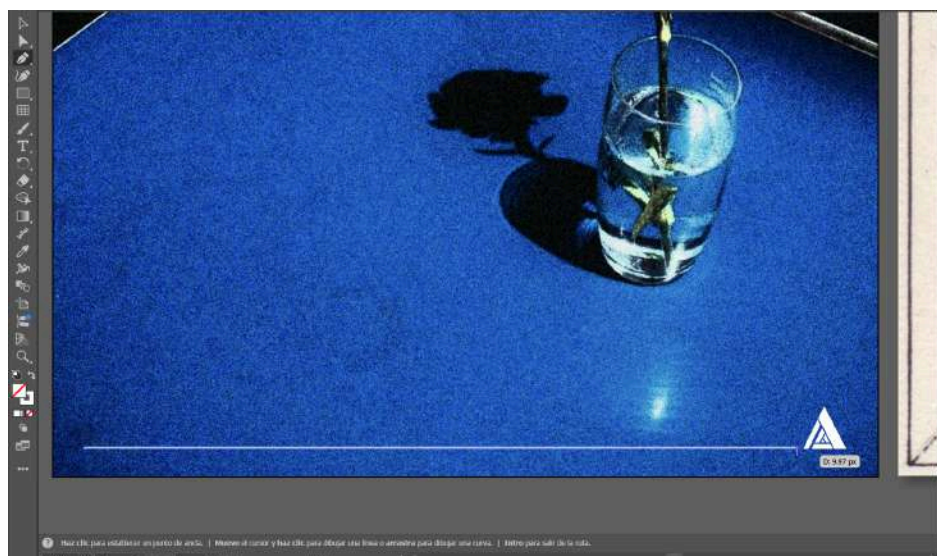 D: 9.87 px
Haz clic para establecer un punto de ancla. | Mueve el cursor y haz clic para dibujar una línea o arrastra para dibujar una curva. | Intro para salir de la ruta.